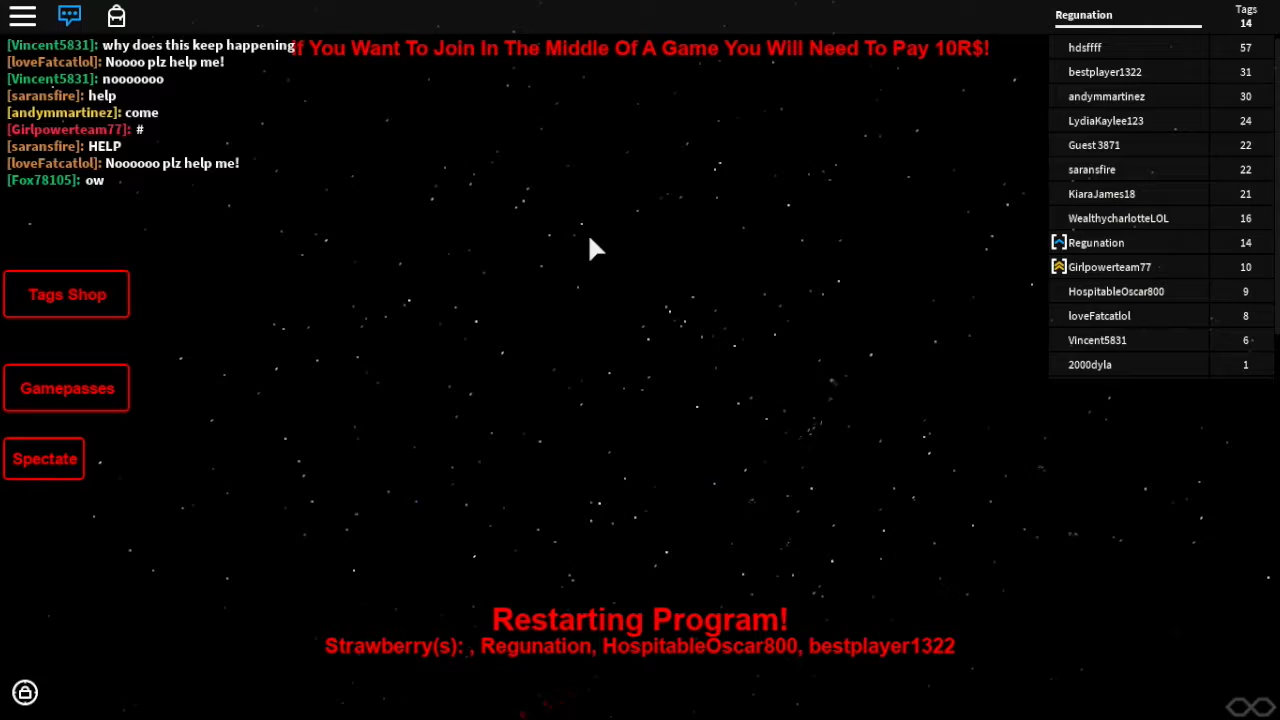 Regunation
Tags
14
[Vincent5831]: why does this keep happening
If You Want To Join In The Middle Of A Game You Will Need To Pay 10R$!
[loveFatcatlol]: Noooo plz help me!
[Vincent5831]: nooooooo
[saransfire]: help
[andymmartinez]: come
[Girlpowerteam77]: #
[saransfire]: HELP
[loveFatcatlol]: Noooooo plz help me!
[Fox78105]: ow
hdsffff 57
bestplayer1322 31
andymmartinez 30
LydiaKaylee123 24
Guest 3871 22
saransfire 22
KiaraJames18 21
WealthycharlotteLOL 16
Regunation 14
Girlpowerteam77 10
HospitableOscar800 9
loveFatcatlol 8
Vincent5831 6
2000dyla 1
Tags Shop
Gamepasses
Spectate
Restarting Program!
Strawberry(s): , Regunation, HospitableOscar800, bestplayer1322